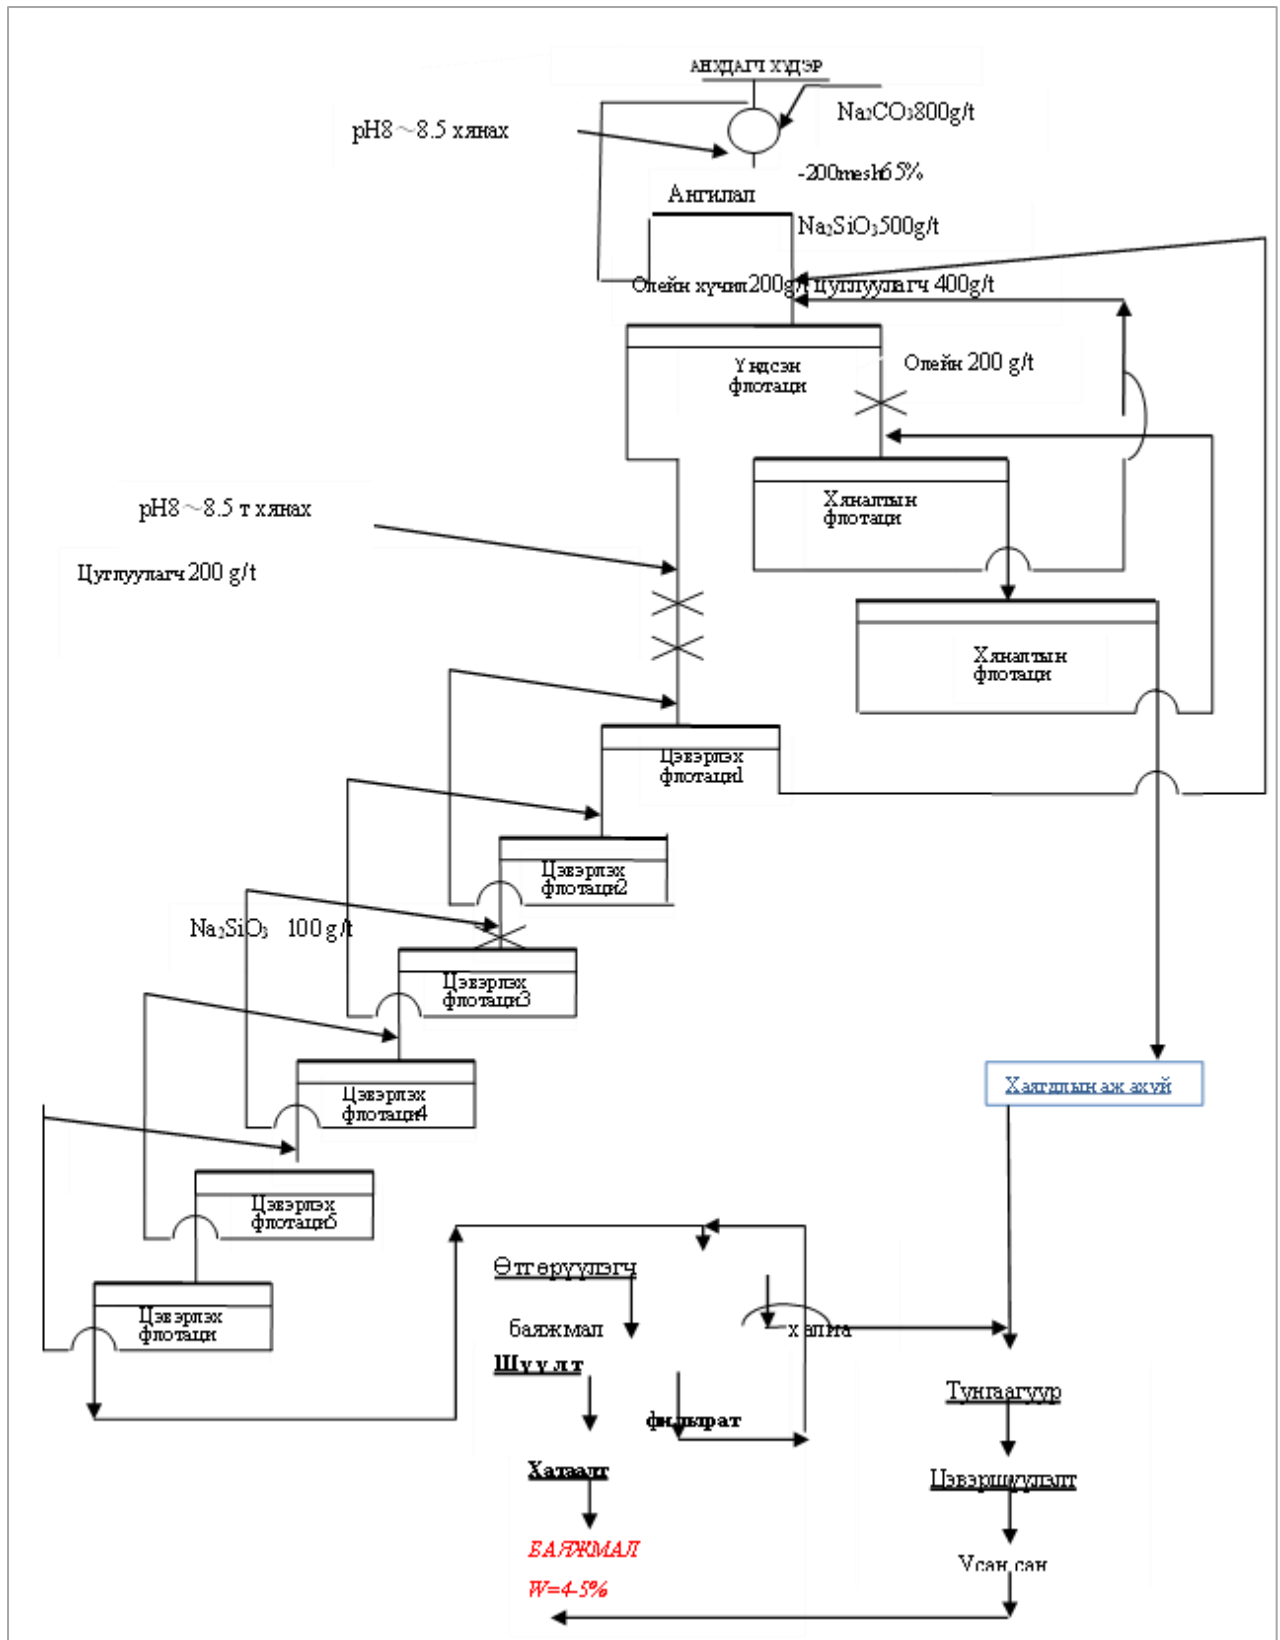 АНХДАГЧ ХҮДЭР
Na₂CO₃800g/t
pH8～8.5 хянах
-200mesh65%
Ангилал
Na₂SiO₃500g/t
Олейн хүчил200g/t цуглуулагч 400g/t
Үндсэн
флотаци
Олейн 200 g/t
Хяналтын
флотаци
pH8～8.5 т хянах
Цуглуулагч 200 g/t
Хяналтын
флотаци
Цэвэрлэх
флотаци1
Цэвэрлэх
флотаци2
Na₂SiO₃ 100 g/t
Цэвэрлэх
флотаци3
Цэвэрлэх
флотаци4
Хаягдлын аж ахуй
Цэвэрлэх
флотаци5
Өтгөрүүлэгч
Цэвэрлэх
флотаци
баяжмал
халиа
Шүүлт
Тунгаагуур
фильтрат
Хатаалт
Цэвэршүүлэлт
БАЯЖМАЛ
Усан сан
W=4-5%